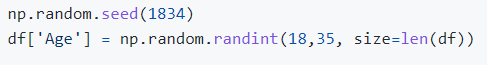 np.random.seed(1834)
df['Age'] = np.random.randint(18,35, size=len(df))